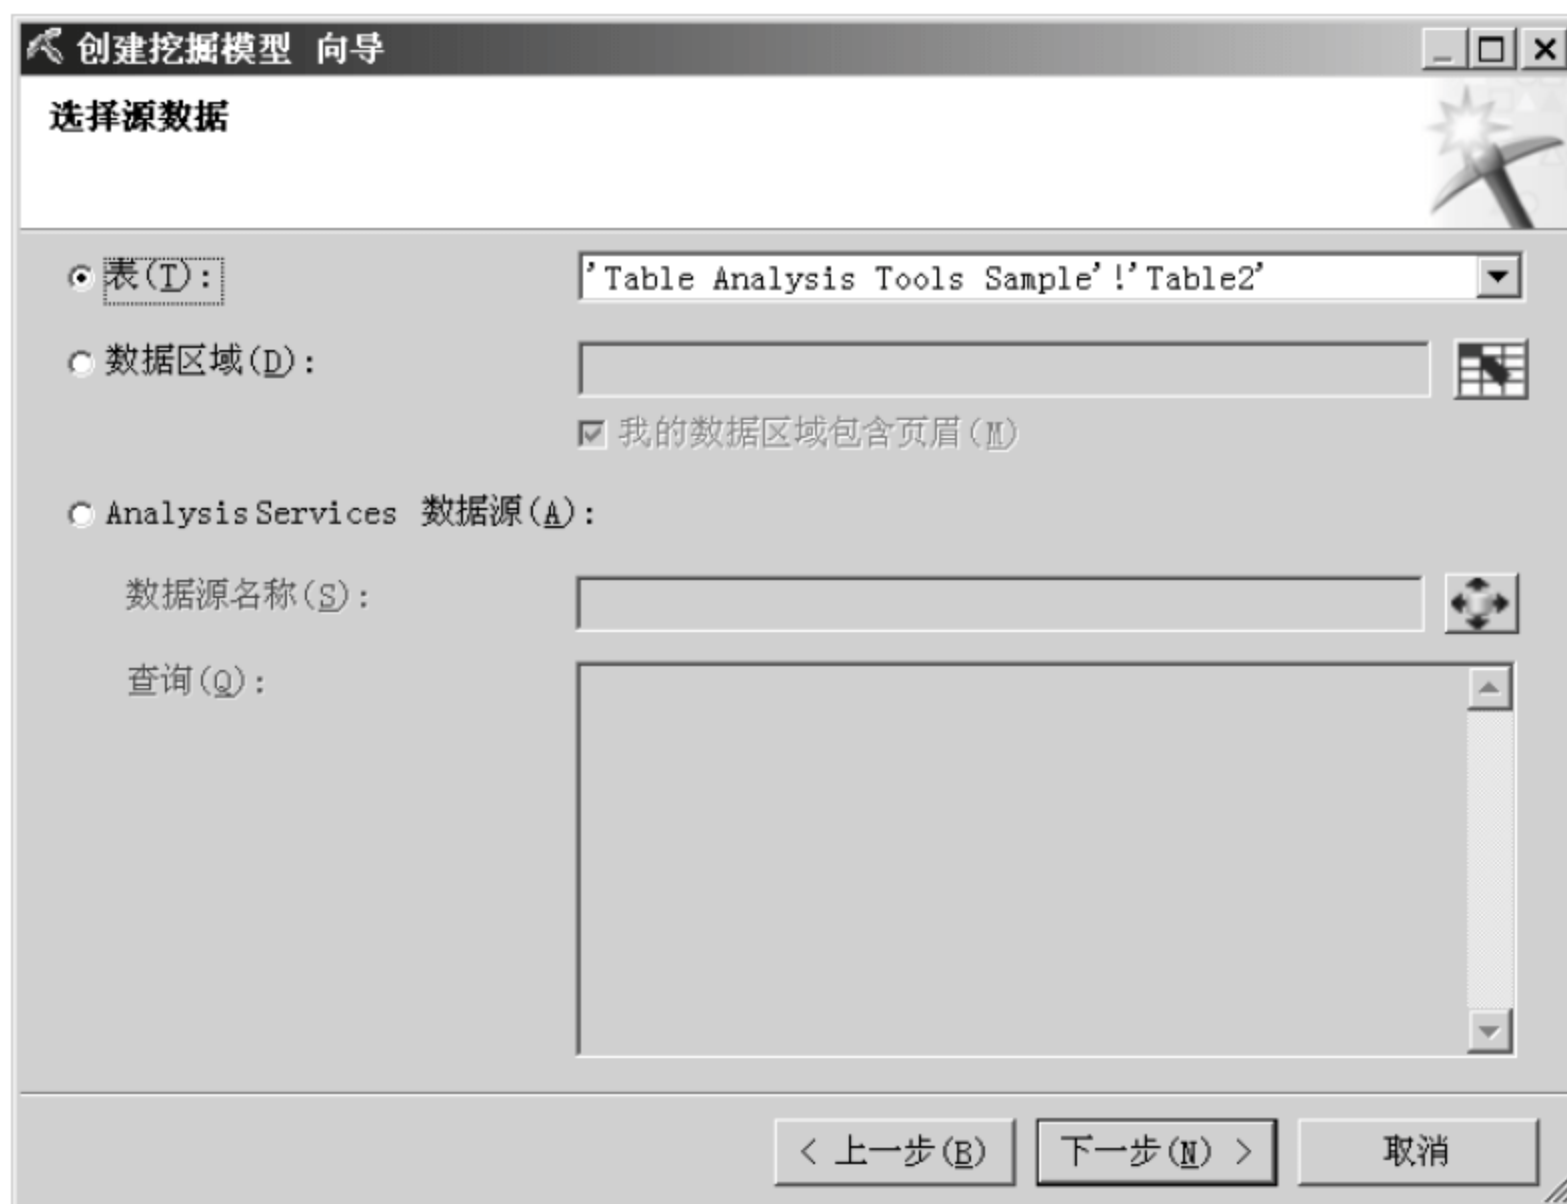 创建挖掘模型 向导
选择源数据
表(T):
'Table Analysis Tools Sample'!'Table2'
数据区域(D):
我的数据区域包含页眉(M)
Analysis Services 数据源(A):
数据源名称(S):
查询(Q):
< 上一步(B)
下一步(N) >
取消